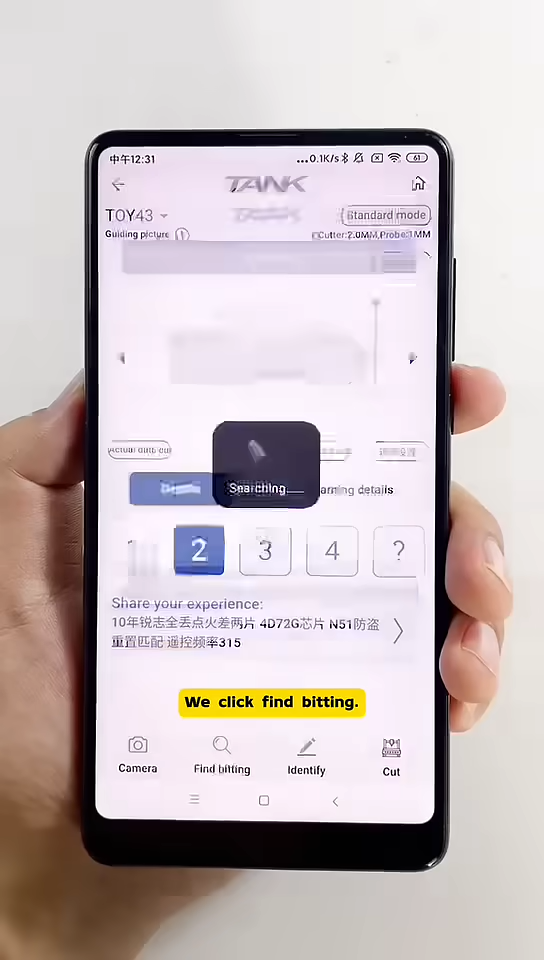 中午12:31
...0.1K/s
61
TANK
TOY43
Standard mode
Guiding picture
Cutter:2.0MM,Probe:1MM
Searching...
arning details
2
3
4
?
Share your experience:
10年锐志全丢点火差两片 4D72G芯片 N51防盗
重置匹配 遥控频率315
We click find bitting.
Camera
Find bitting
Identify
Cut